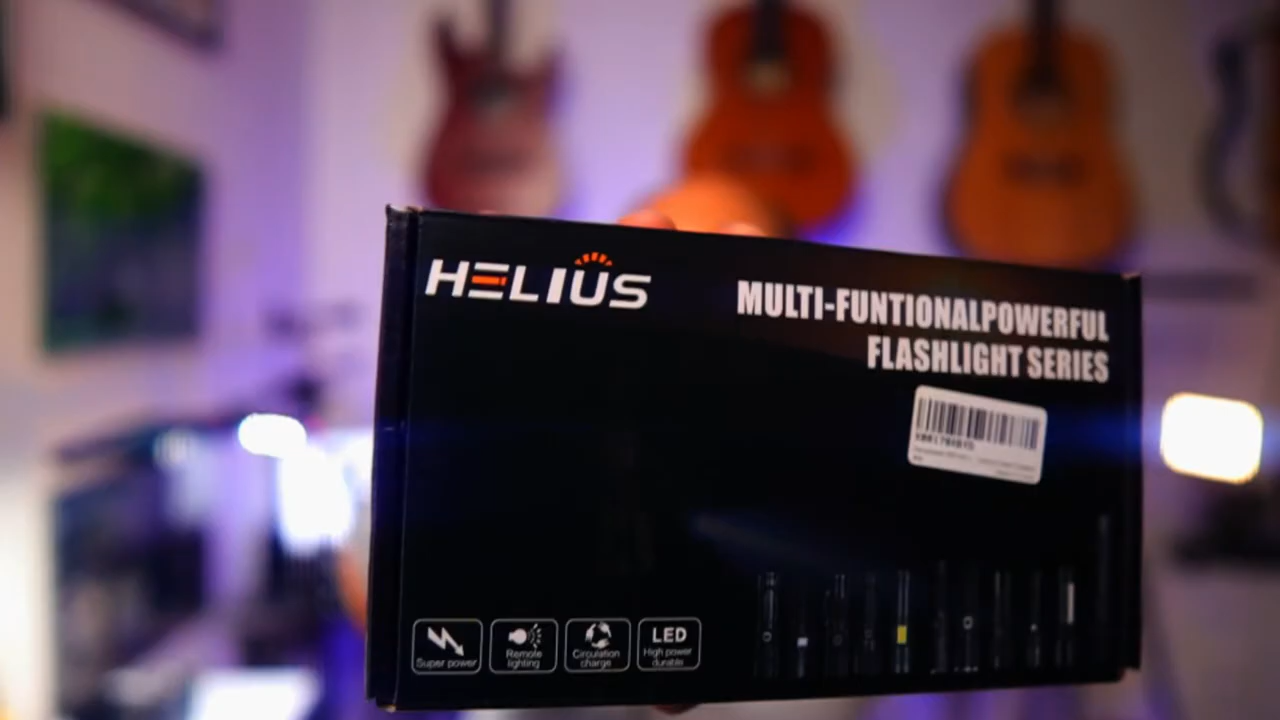 HELIUS
MULTI-FUNTIONALPOWERFUL
FLASHLIGHT SERIES
Super power
Remote
lighting
Circulation
charge
LED
High power
durable